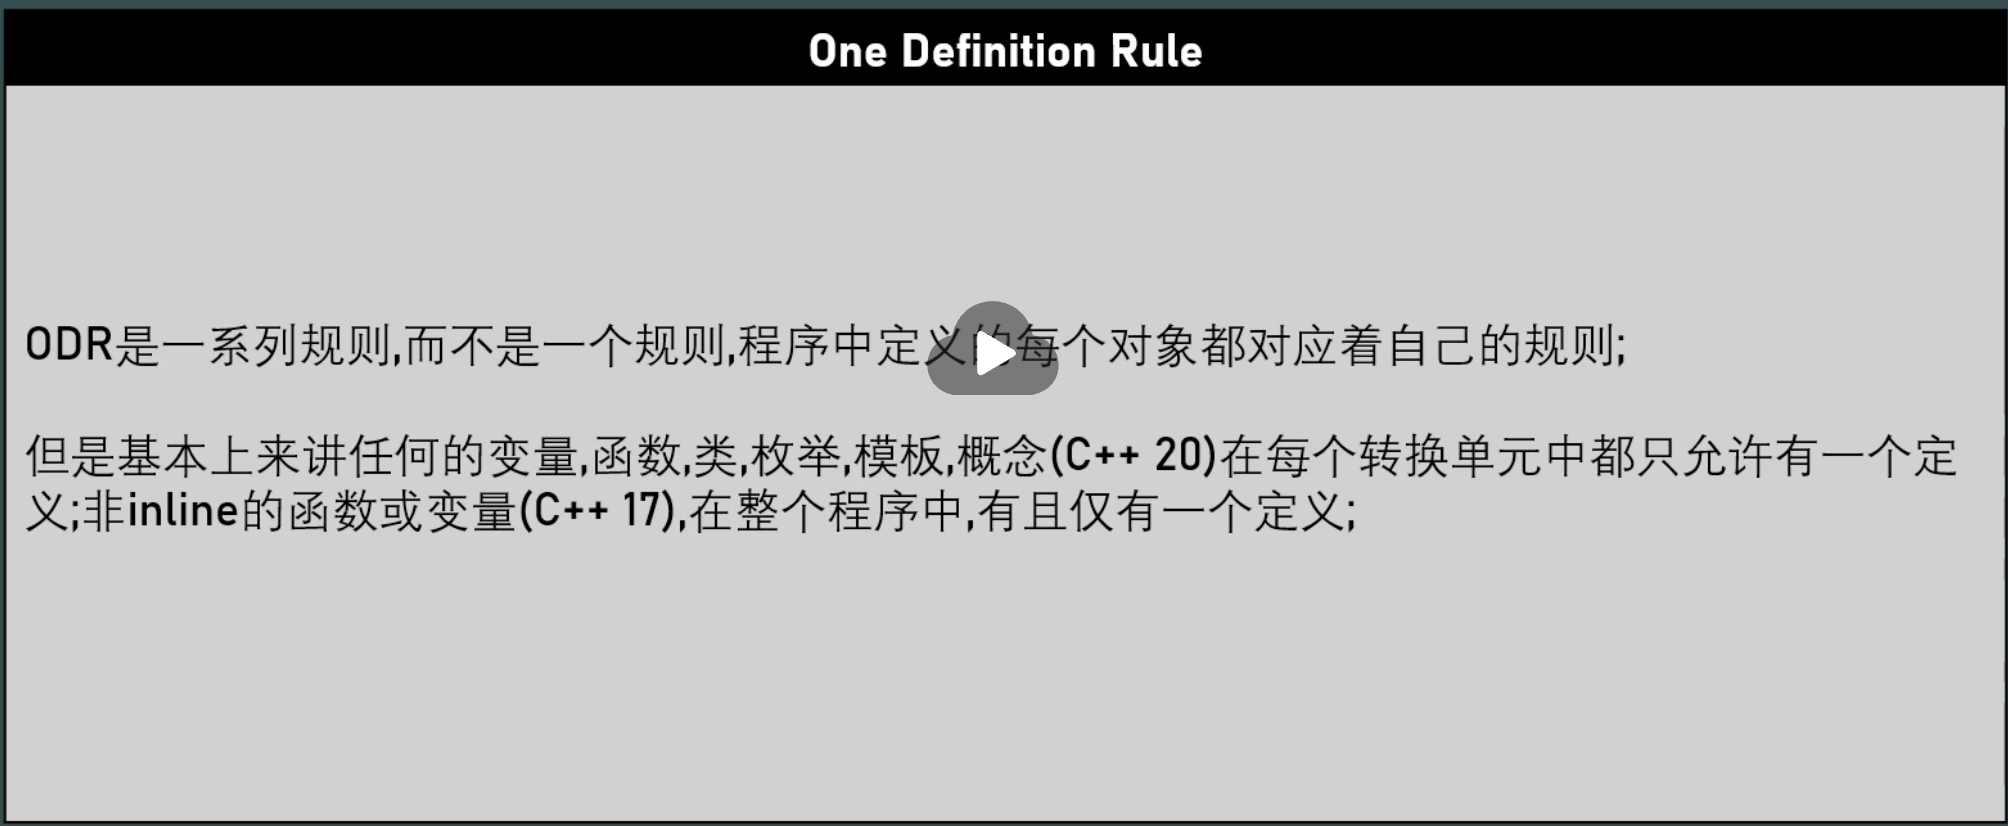 One Definition Rule
ODR是一系列规则,而不是一个规则,程序中定义的每个对象都对应着自己的规则;
但是基本上来讲任何的变量,函数,类,枚举,模板,概念(C++ 20)在每个转换单元中都只允许有一个定
义;非inline的函数或变量(C++ 17),在整个程序中,有且仅有一个定义;